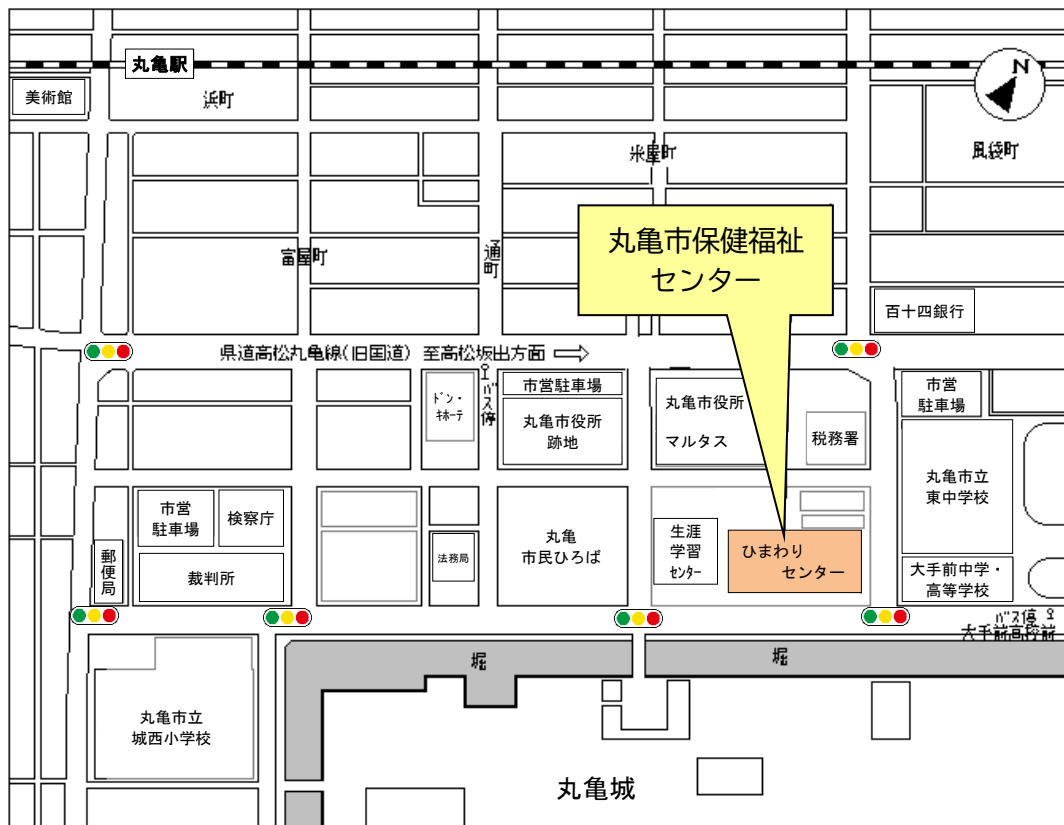 丸亀駅
N
美術館
浜町
米屋町
風袋町
丸亀市保健福祉
センター
富屋町
通町
百十四銀行
県道高松丸亀線(旧国道) 至高松坂出方面
バス停
ドン・
キホーテ
市営駐車場
丸亀市役所
跡地
丸亀市役所
マルタス
税務署
市営
駐車場
丸亀市立
東中学校
市営
駐車場
検察庁
郵便局
裁判所
法務局
丸亀
市民ひろば
生涯
学習
センター
ひまわり
センター
大手前中学・
高等学校
バス停
大手前高校前
堀
堀
丸亀市立
城西小学校
丸亀城